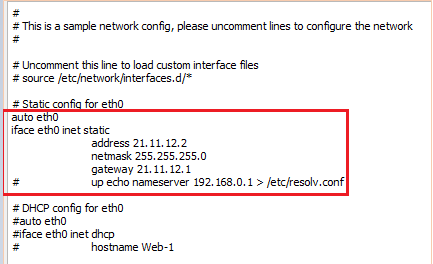 #
# This is a sample network config, please uncomment lines to configure the network
#
# Uncomment this line to load custom interface files
# source /etc/network/interfaces.d/*
# Static config for eth0
auto eth0
iface eth0 inet static
address 21.11.12.2
netmask 255.255.255.0
gateway 21.11.12.1
# up echo nameserver 192.168.0.1 > /etc/resolv.conf
# DHCP config for eth0
#auto eth0
#iface eth0 inet dhcp
# hostname Web-1